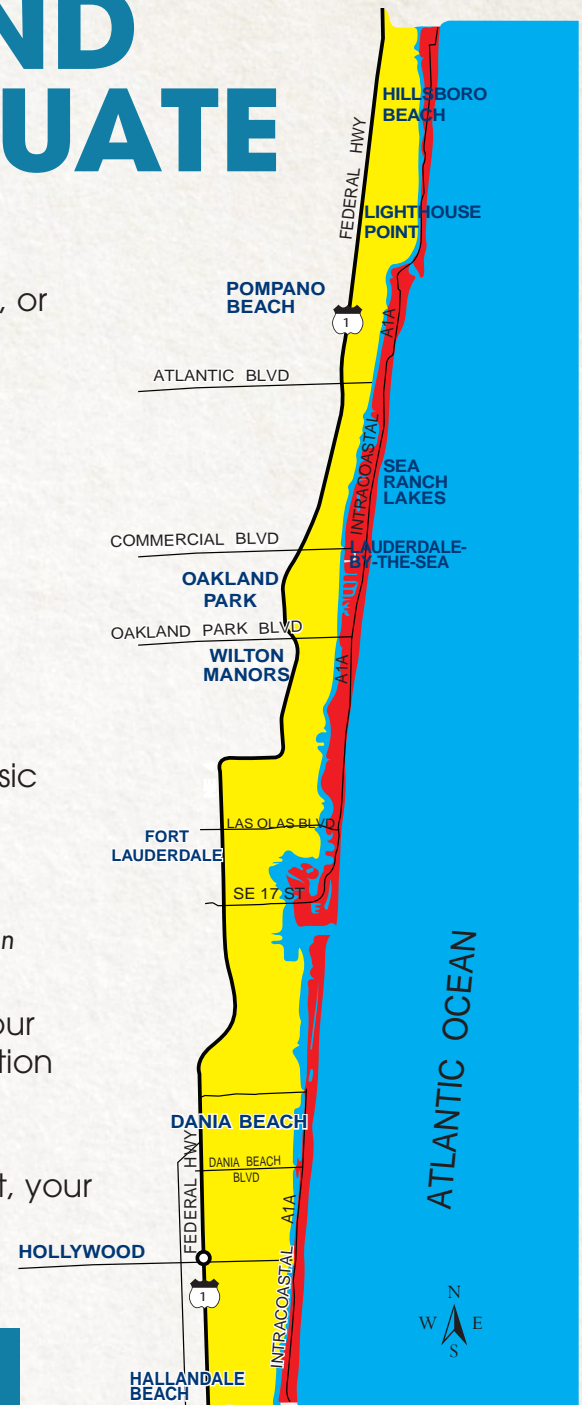 ND
UATE
, or
sic
n
our
tion
t, your
HILLSBORO
BEACH
FEDERAL HWY
LIGHTHOUSE
POINT
POMPANO
BEACH
1
A1A
ATLANTIC BLVD
INTRACOASTAL
SEA
RANCH
LAKES
COMMERCIAL BLVD
LAUDERDALE-
BY-THE-SEA
OAKLAND
PARK
OAKLAND PARK BLVD
WILTON
MANORS
A1A
LAS OLAS BLVD
FORT
LAUDERDALE
SE 17 ST
ATLANTIC OCEAN
DANIA BEACH
FEDERAL HWY
DANIA BEACH
BLVD
A1A
HOLLYWOOD
INTRACOASTAL
1
N
W E
S
HALLANDALE
BEACH